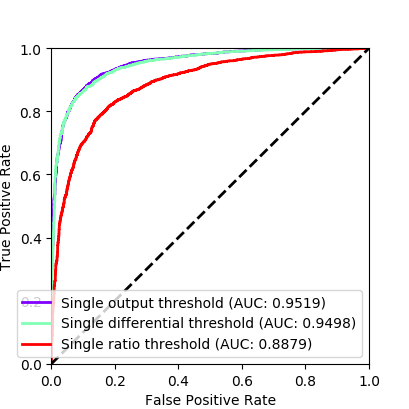 1.0
0.8
0.6
0.4
0.2
0.0
True Positive Rate
Single output threshold (AUC: 0.9519)
Single differential threshold (AUC: 0.9498)
Single ratio threshold (AUC: 0.8879)
0.0 0.2 0.4 0.6 0.8 1.0
False Positive Rate